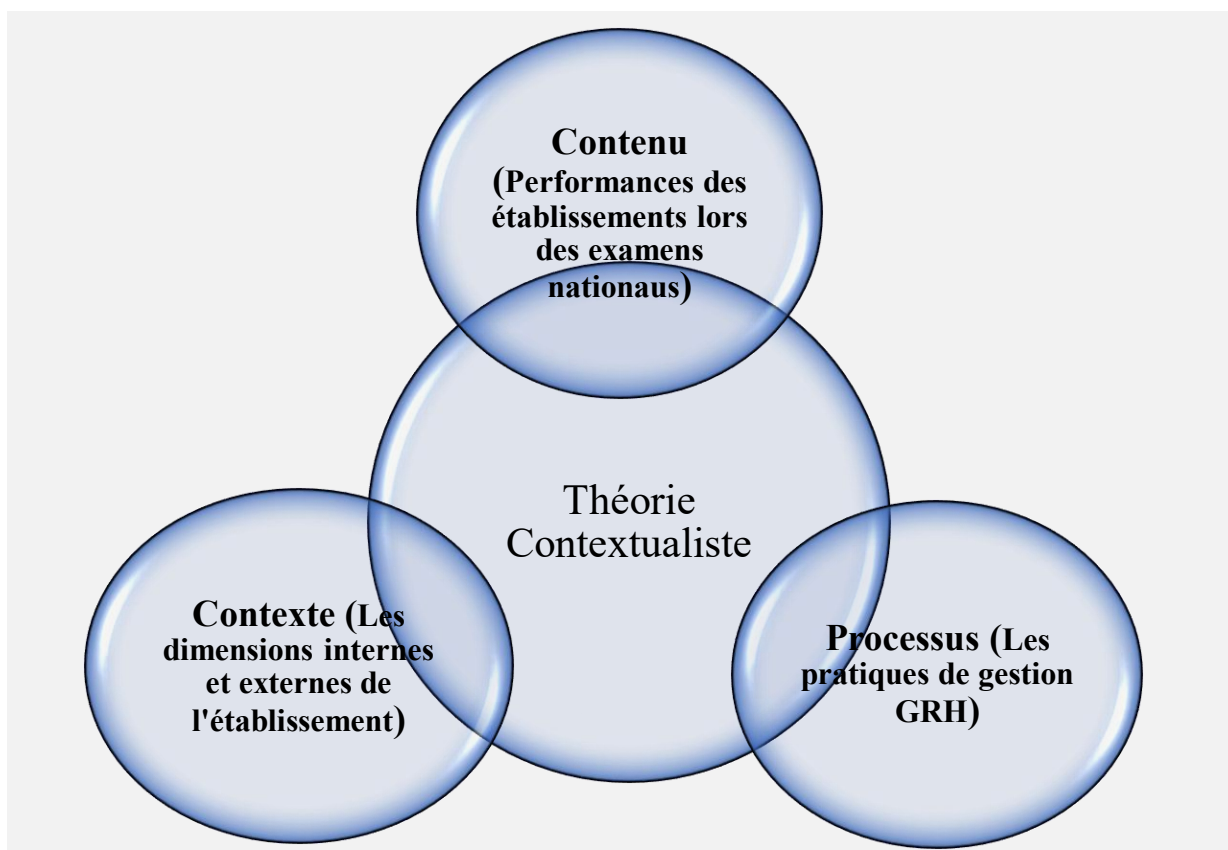 Contenu
(Performances des
établissements lors
des examens
nationaus)
Théorie
Contextualiste
Contexte (Les
dimensions internes
et externes de
l'établissement)
Processus (Les
pratiques de gestion
GRH)